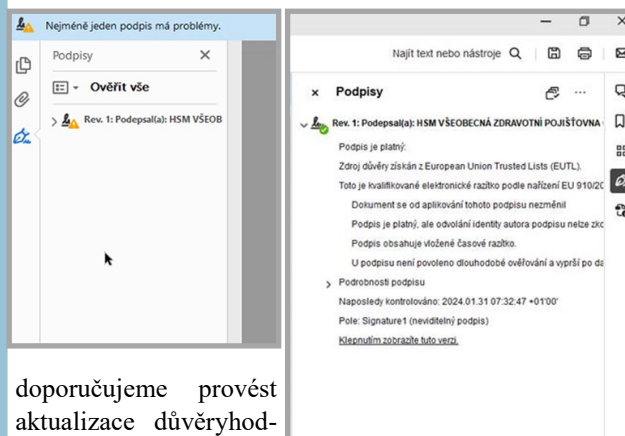 Nejméně jeden podpis má problémy.
Podpisy
Ověřit vše
Rev. 1: Podepsal(a): HSM VŠEOB
Najít text nebo nástroje
Podpisy
Rev. 1: Podepsal(a): HSM VŠEOBECNÁ ZDRAVOTNÍ POJIŠŤOVNA
Podpis je platný:
Zdroj důvěry získán z European Union Trusted Lists (EUTL).
Toto je kvalifikované elektronické razítko podle nařízení EU 910/20
Dokument se od aplikování tohoto podpisu nezměnil
Podpis je platný, ale odvolání identity autora podpisu nelze zko
Podpis obsahuje vložené časové razítko.
U podpisu není povoleno dlouhodobé ověřování a vyprší po da
Podrobnosti podpisu
Naposledy kontrolováno: 2024.01.31 07:32:47 +01'00'
Pole: Signature1 (neviditelný podpis)
Klepnutím zobrazíte tuto verzi.
doporučujeme provést
aktualizace důvěryhod-